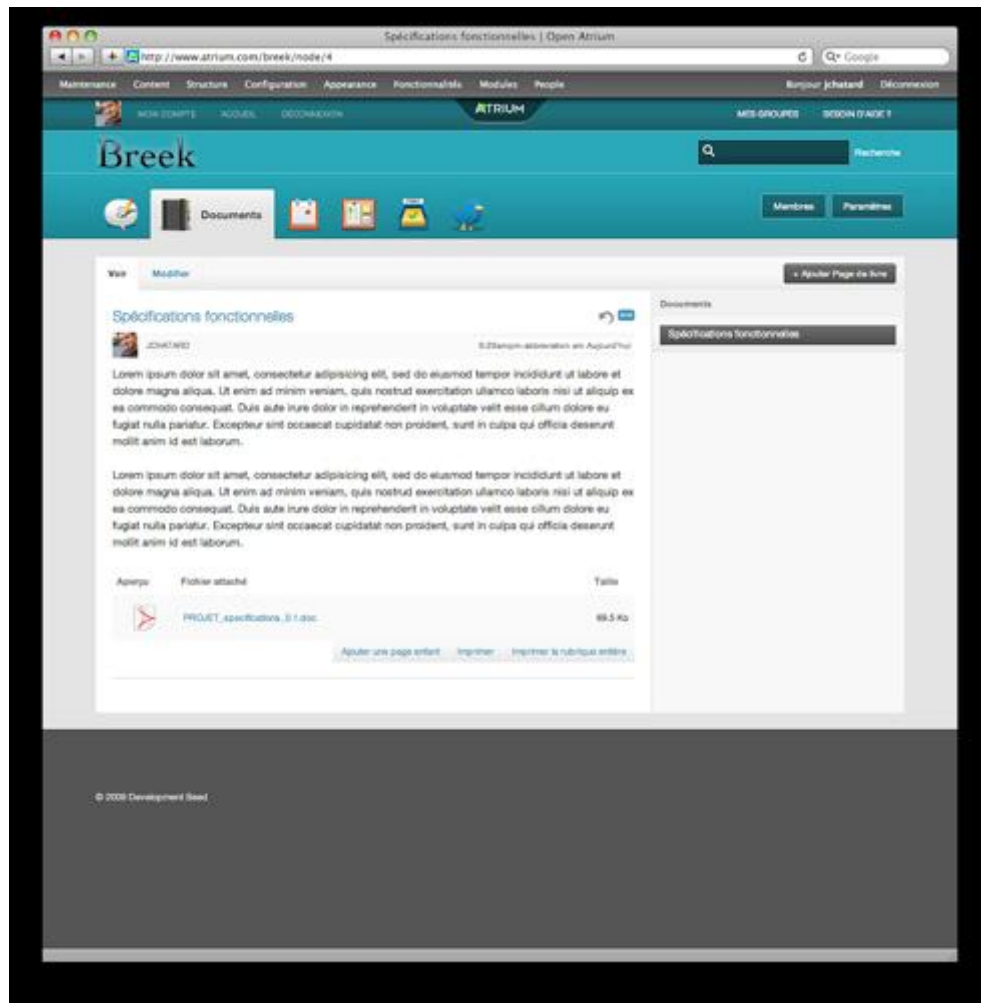 Spécifications fonctionnelles | Open Atrium
http://www.atrium.com/breek/node/4
Google
Maintenance Content Structure Configuration Appearance Fonctionnalités Modules People Bonjour jchatard Déconnexion
MON COMPTE ACCUEIL DÉCONNEXION ATRIUM MES GROUPES BESOIN D'AIDE ?
Breek
Recherche
Documents
Membres Paramètres
Voir Modifier
+ Ajouter Page de livre
Spécifications fonctionnelles
Documents
Spécifications fonctionnelles
JCHATARD
Lorem ipsum dolor sit amet, consectetur adipisicing elit, sed do eiusmod tempor incididunt ut labore et
dolore magna aliqua. Ut enim ad minim veniam, quis nostrud exercitation ullamco laboris nisi ut aliquip ex
ea commodo consequat. Duis aute irure dolor in reprehenderit in voluptate velit esse cillum dolore eu
fugiat nulla pariatur. Excepteur sint occaecat cupidatat non proident, sunt in culpa qui officia deserunt
mollit anim id est laborum.
Lorem ipsum dolor sit amet, consectetur adipisicing elit, sed do eiusmod tempor incididunt ut labore et
dolore magna aliqua. Ut enim ad minim veniam, quis nostrud exercitation ullamco laboris nisi ut aliquip ex
ea commodo consequat. Duis aute irure dolor in reprehenderit in voluptate velit esse cillum dolore eu
fugiat nulla pariatur. Excepteur sint occaecat cupidatat non proident, sunt in culpa qui officia deserunt
mollit anim id est laborum.
Aperçu Fichier attaché Taille
PROJET_specifications_0.1.doc 69.5 Ko
Ajouter une page enfant Imprimer Imprimer la rubrique entière
© 2009 Development Seed